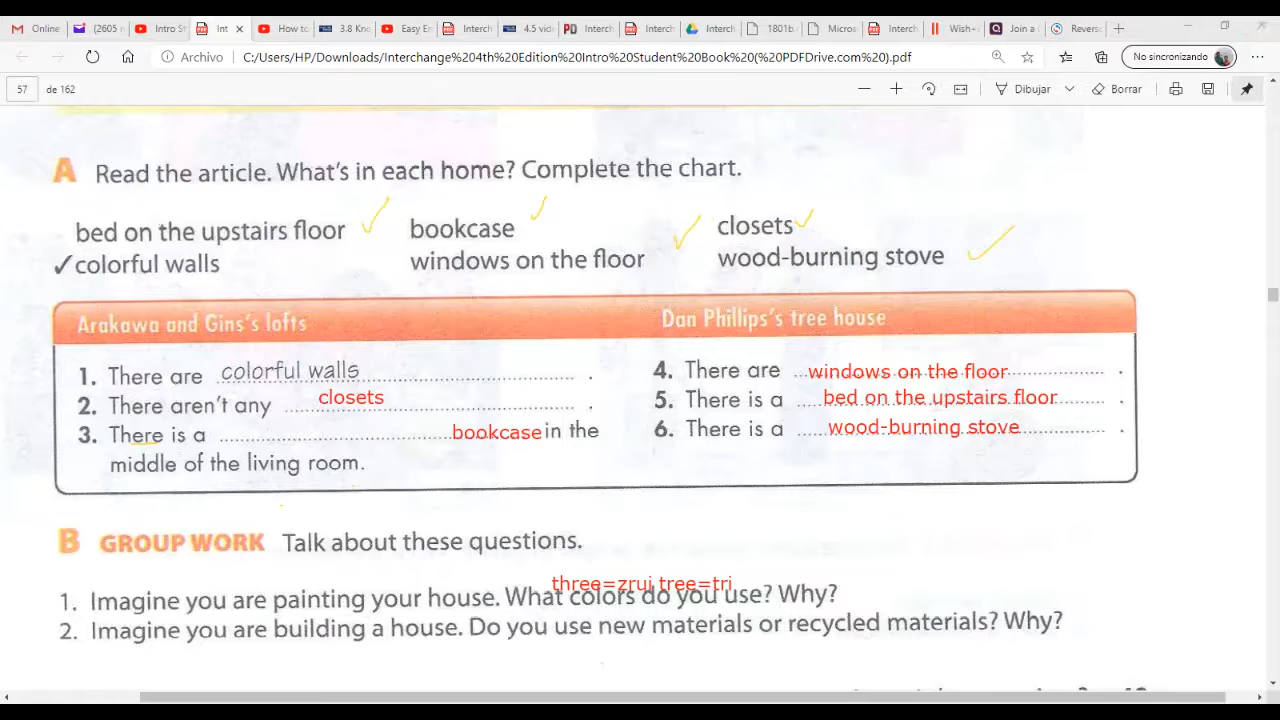 Online
(2605 n
Intro S
Int
How to
3.8 Kno
Easy E
Interch
4.5 vid
Interch
Interch
Interch
1801b
Micros
Interch
Wish-
Join a
Revers
Archivo
C:/Users/HP/Downloads/Interchange%204th%20Edition%20Intro%20Student%20Book%20(%20PDFDrive.com%20).pdf
No sincronizando
57 de 162
Dibujar
Borrar
A Read the article. What's in each home? Complete the chart.
bed on the upstairs floor bookcase closets
✓colorful walls windows on the floor wood-burning stove
Arakawa and Gins's lofts
1. There are colorful walls.
2. There aren't any closets.
3. There is a bookcase in the
middle of the living room.
Dan Phillips's tree house
4. There are windows on the floor.
5. There is a bed on the upstairs floor.
6. There is a wood-burning stove.
B GROUP WORK Talk about these questions.
three=zrui tree=tri
1. Imagine you are painting your house. What colors do you use? Why?
2. Imagine you are building a house. Do you use new materials or recycled materials? Why?